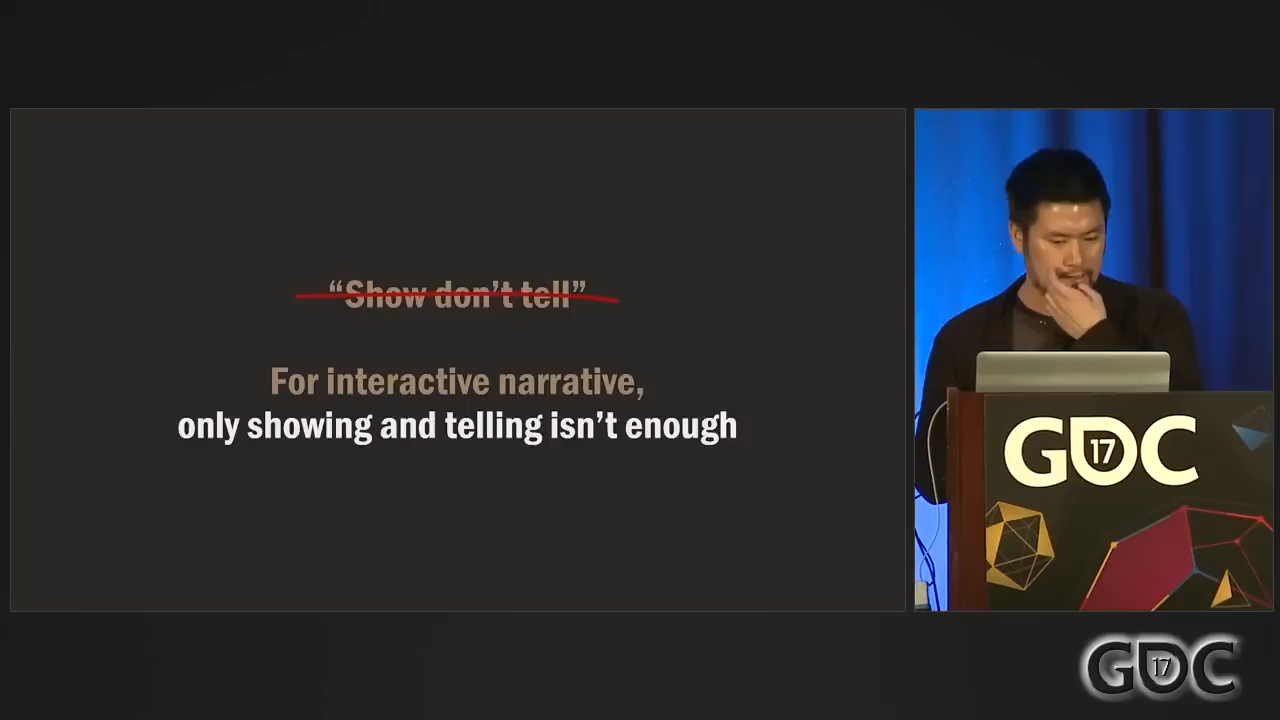 “Show don’t tell”
For interactive narrative,
only showing and telling isn’t enough
GDC
17
GDC
17